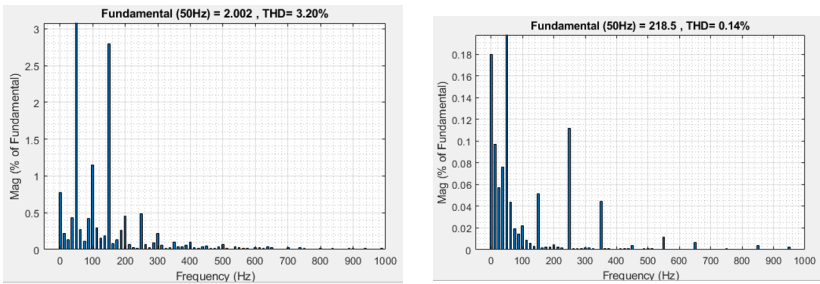 Fundamental (50Hz) = 2.002 , THD= 3.20%
3
2.5
2
1.5
1
0.5
0
Mag (% of Fundamental)
0 100 200 300 400 500 600 700 800 900 1000
Frequency (Hz)
Fundamental (50Hz) = 218.5 , THD= 0.14%
0.18
0.16
0.14
0.12
0.1
0.08
0.06
0.04
0.02
0
Mag (% of Fundamental)
0 100 200 300 400 500 600 700 800 900 1000
Frequency (Hz)